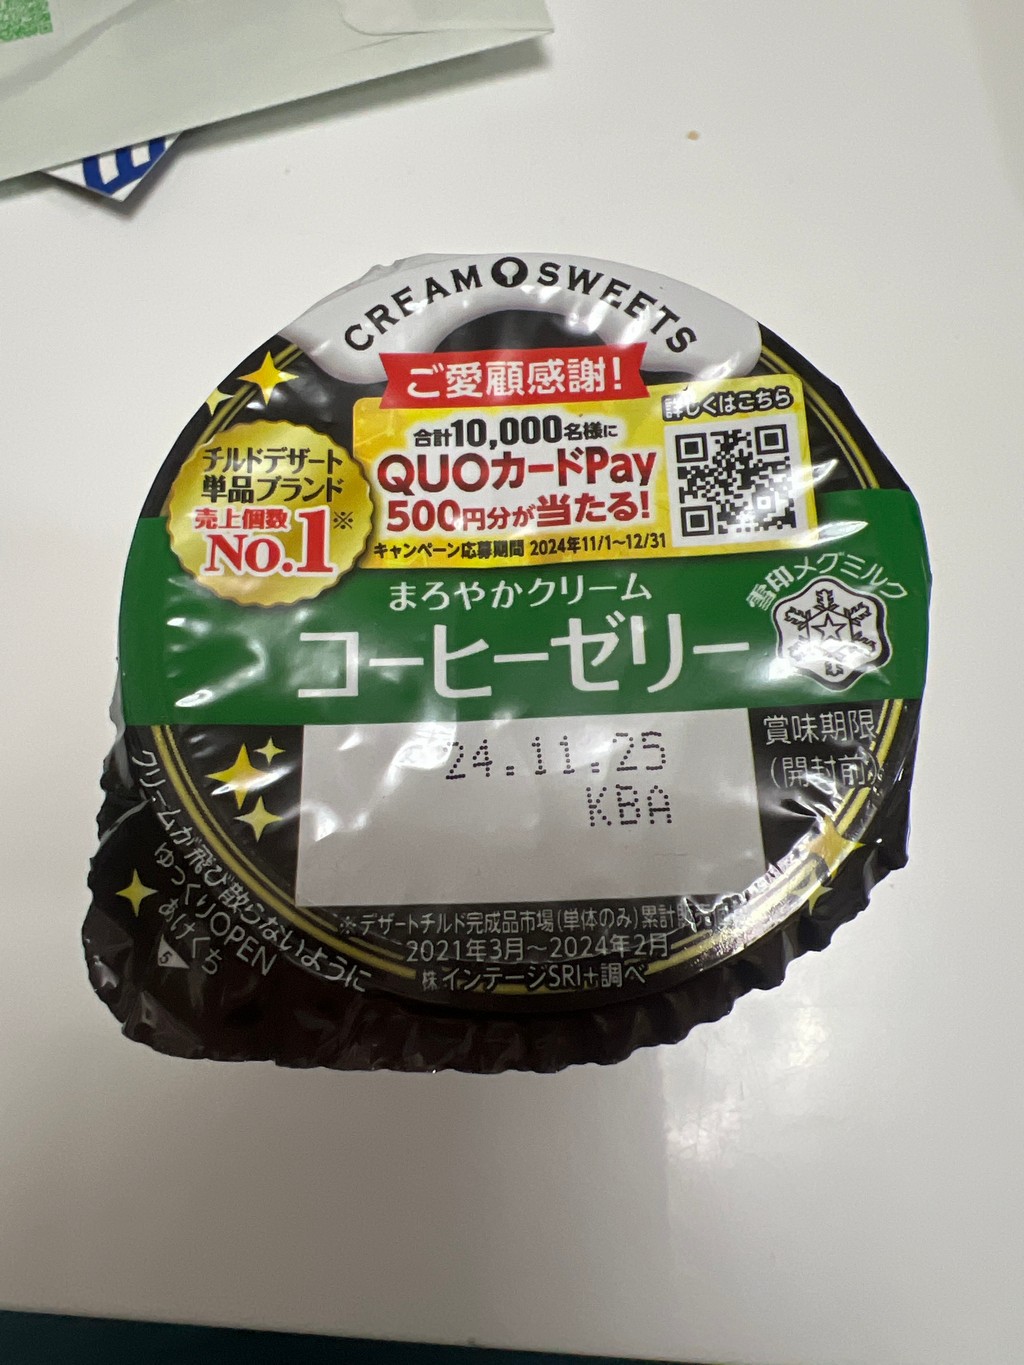 CREAM SWEETS
ご愛顧感謝!
合計10,000名様に
QUOカードPay
500円分が当たる!
キャンペーン応募期間 2024年11/1~12/31
詳しくはこちら
チルドデザート
単品ブランド
売上個数
No.1※
まろやかクリーム
コーヒーゼリー
雪印メグミルク
賞味期限
(開封前)
24.11.25
KBA
クリームが飛び散らないように
ゆっくりOPEN
あけくち
5
※デザートチルド完成品市場(単体のみ)累計販売個数
2021年3月~2024年2月
株インテージSRI+調べ